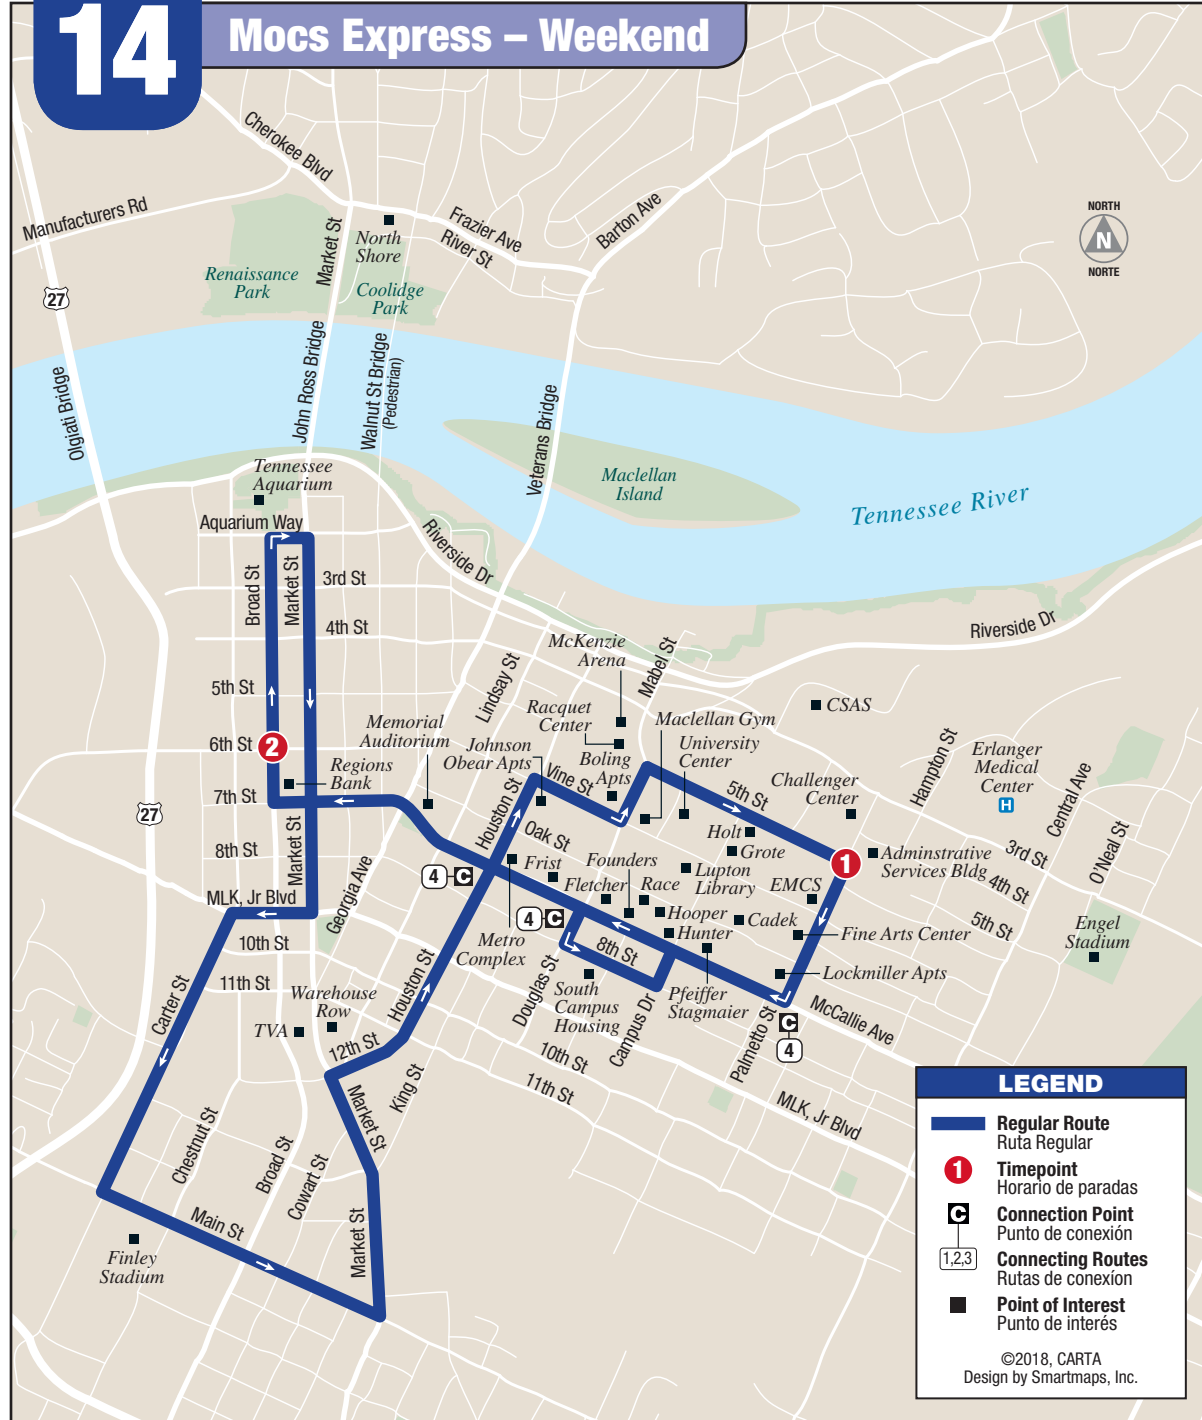 14
Mocs Express – Weekend
Cherokee Blvd
Manufacturers Rd
Market St
North
Shore
Frazier Ave
River St
Barton Ave
NORTH
N
NORTE
Renaissance
Park
Coolidge
Park
27
Olgiati Bridge
John Ross Bridge
Walnut St Bridge
(Pedestrian)
Veterans Bridge
Maclellan
Island
Tennessee River
Tennessee
Aquarium
Aquarium Way
Riverside Dr
Riverside Dr
Broad St
Market St
3rd St
4th St
5th St
6th St
2
7th St
8th St
Regions
Bank
Memorial
Auditorium
Lindsay St
McKenzie
Arena
Mabel St
Racquet
Center
Maclellan Gym
CSAS
Johnson
Obear Apts
Boling
Apts
University
Center
Vine St
5th St
Challenger
Center
Hampton St
Erlanger
Medical
Center
H
Central Ave
O'Neal St
3rd St
4th St
5th St
Engel
Stadium
27
Houston St
Oak St
Holt
Grote
1
Adminstrative
Services Bldg
Frist
Founders
Lupton
Library
EMCS
Fletcher
Race
Hooper
Hunter
Cadek
Fine Arts Center
Lockmiller Apts
4
C
4
C
Market St
MLK, Jr Blvd
Georgia Ave
10th St
11th St
Metro
Complex
8th St
Douglas St
South
Campus
Housing
Campus Dr
Pfeiffer
Stagmaier
Palmetto St
C
4
McCallie Ave
Carter St
Warehouse
Row
TVA
12th St
Houston St
King St
10th St
11th St
MLK, Jr Blvd
Market St
Chestnut St
Broad St
Cowart St
Market St
Main St
Finley
Stadium
LEGEND
Regular Route
Ruta Regular
1
Timepoint
Horario de paradas
C
Connection Point
Punto de conexión
1,2,3
Connecting Routes
Rutas de conexíon
Point of Interest
Punto de interés
©2018, CARTA
Design by Smartmaps, Inc.